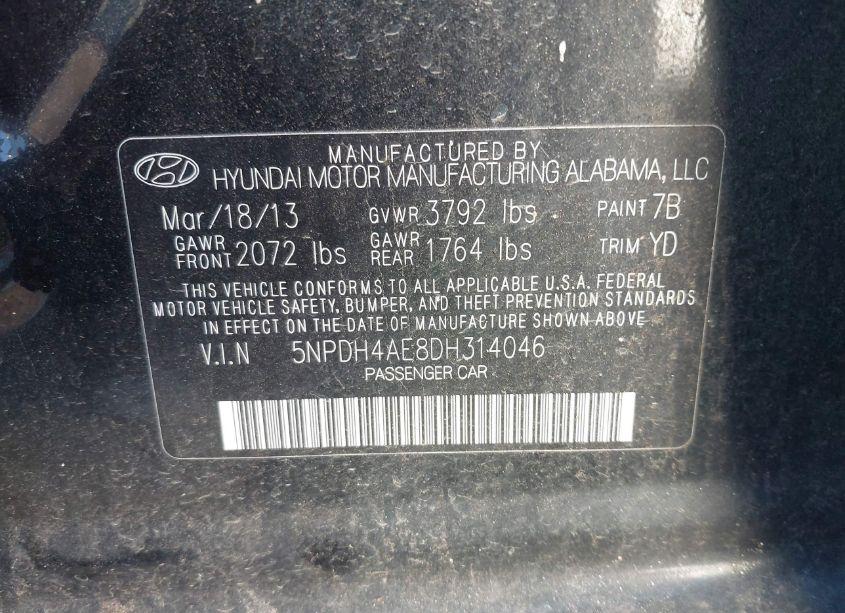 MANUFACTURED BY
HYUNDAI MOTOR MANUFACTURING ALABAMA, LLC
Mar/18/13 GVWR 3792 lbs PAINT 7B
GAWR FRONT 2072 lbs GAWR REAR 1764 lbs TRIM YD
THIS VEHICLE CONFORMS TO ALL APPLICABLE U.S.A. FEDERAL
MOTOR VEHICLE SAFETY, BUMPER, AND THEFT PREVENTION STANDARDS
IN EFFECT ON THE DATE OF MANUFACTURE SHOWN ABOVE.
V.I.N 5NPDH4AE8DH314046
PASSENGER CAR